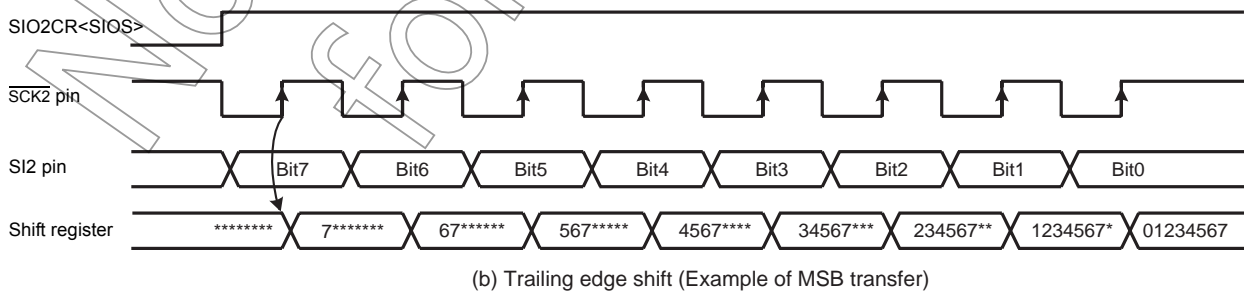 SIO2CR<SIOS>
SCK2 pin
SI2 pin Bit7 Bit6 Bit5 Bit4 Bit3 Bit2 Bit1 Bit0
Shift register ******** 7******* 67****** 567***** 4567**** 34567*** 234567** 1234567* 01234567
(b) Trailing edge shift (Example of MSB transfer)